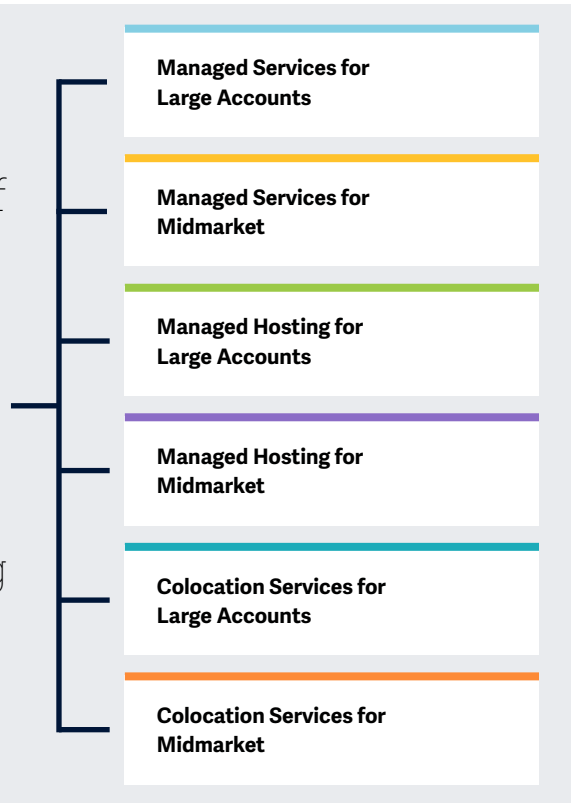 Managed Services for
Large Accounts
Managed Services for
Midmarket
Managed Hosting for
Large Accounts
Managed Hosting for
Midmarket
Colocation Services for
Large Accounts
Colocation Services for
Midmarket